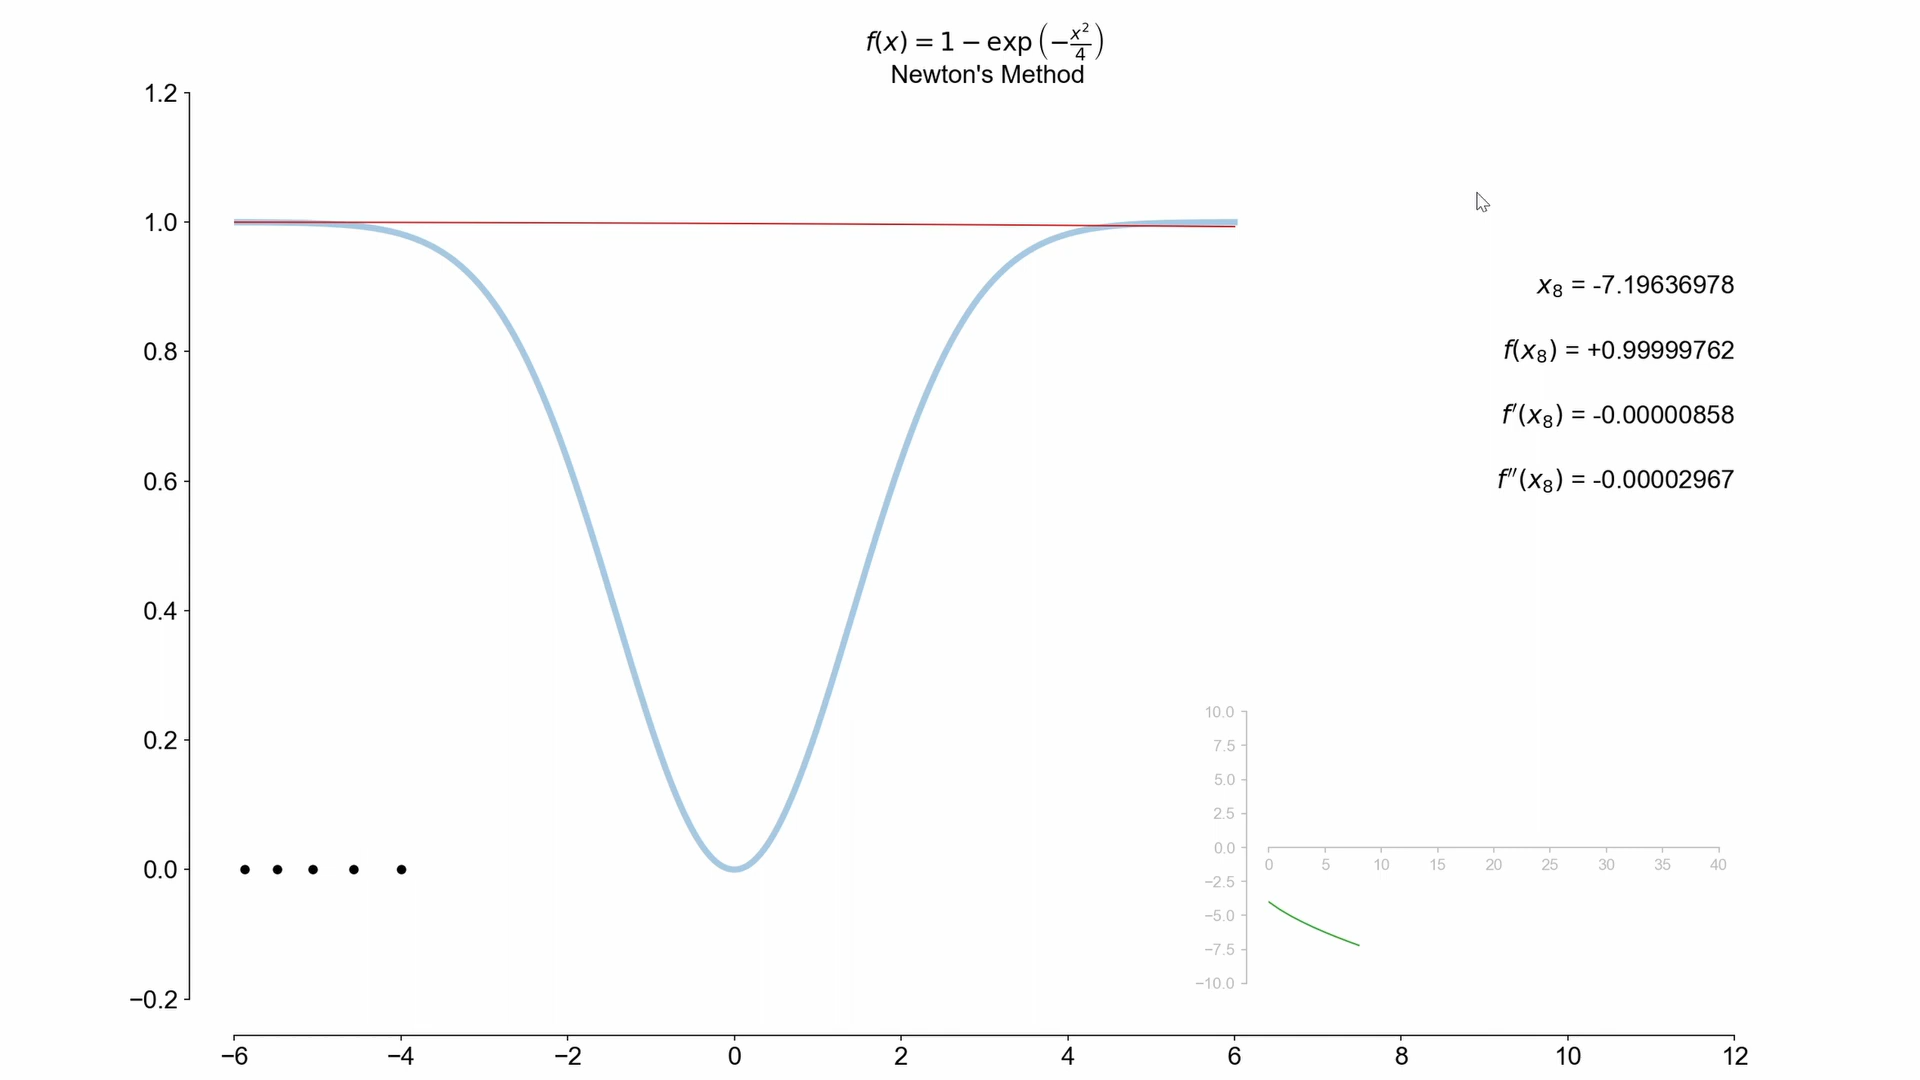 f(x) = 1 − exp(−x²/4)
Newton's Method
1.2
1.0
0.8
0.6
0.4
0.2
0.0
−0.2
−6 −4 −2 0 2 4 6 8 10 12
x₈ = -7.19636978
f(x₈) = +0.99999762
f′(x₈) = -0.00000858
f″(x₈) = -0.00002967
10.0
7.5
5.0
2.5
0.0
−2.5
−5.0
−7.5
−10.0
0 5 10 15 20 25 30 35 40